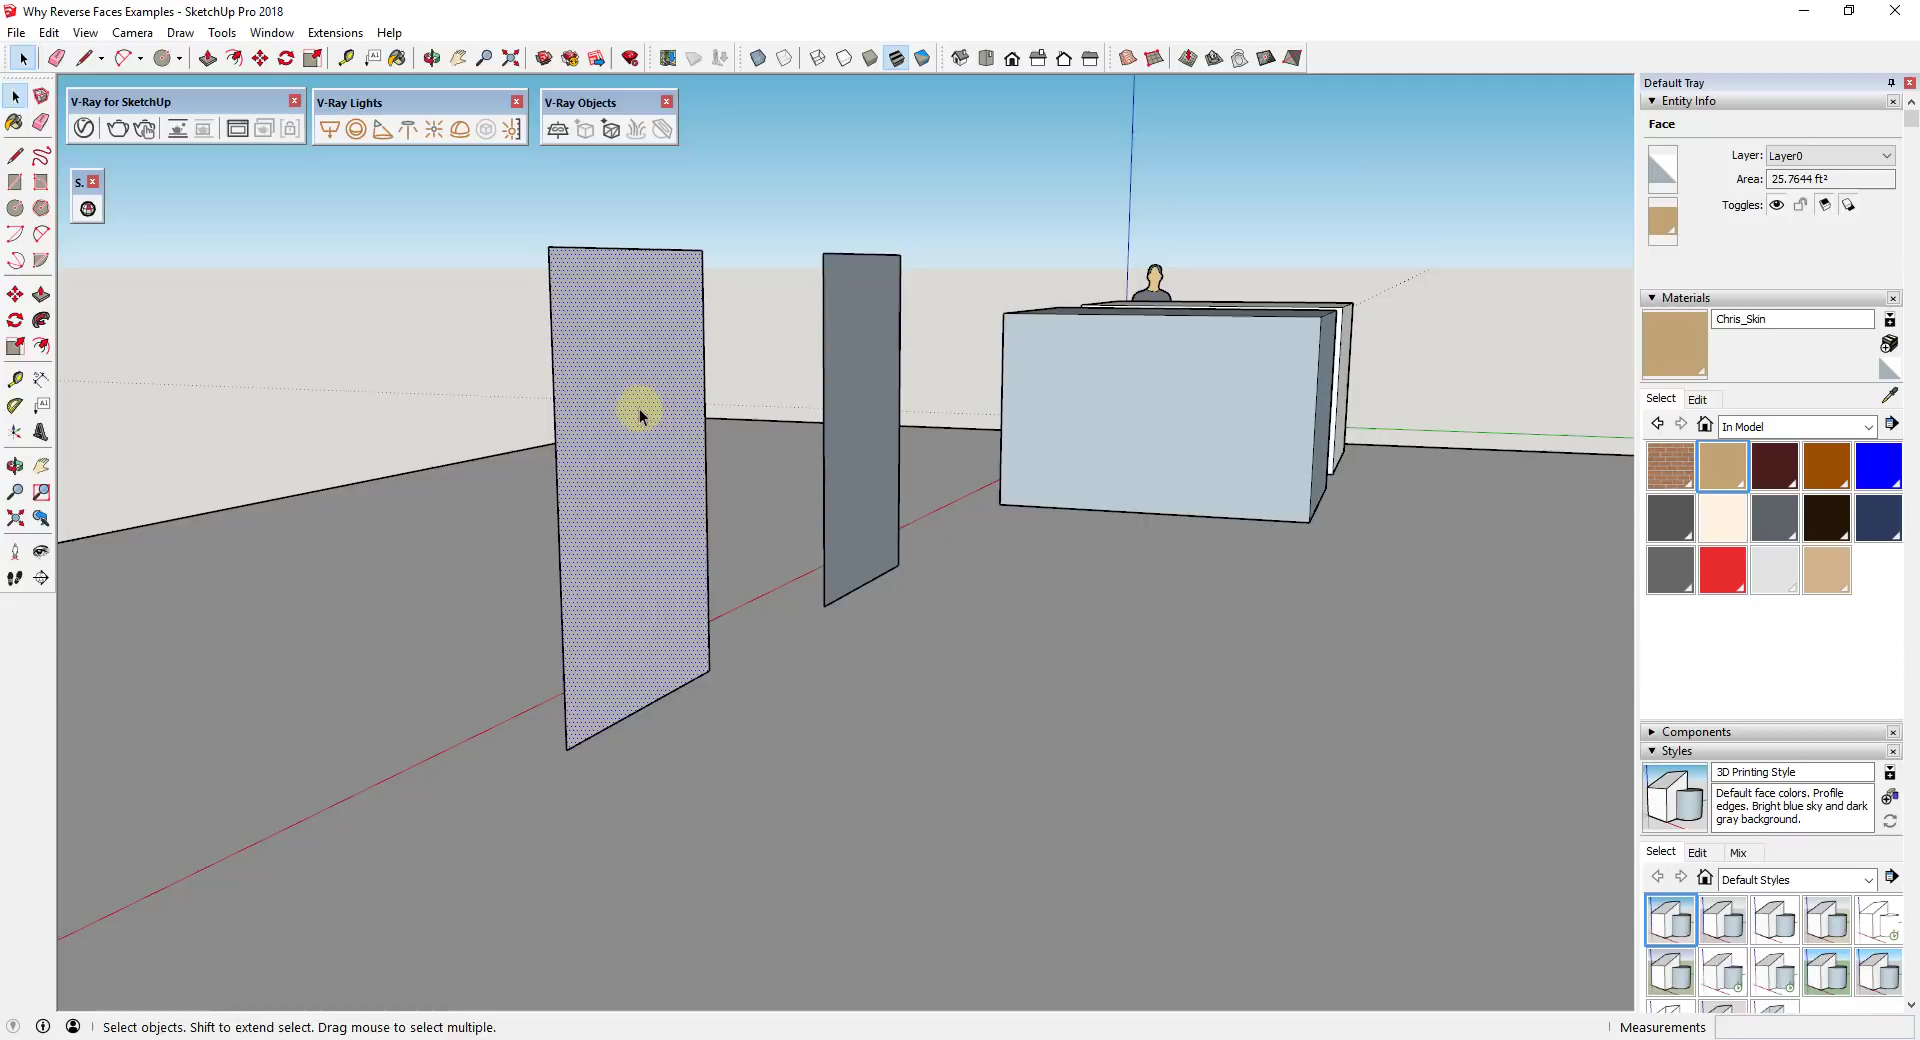 Why Reverse Faces Examples - SketchUp Pro 2018
File Edit View Camera Draw Tools Window Extensions Help
V-Ray for SketchUp
V-Ray Lights
V-Ray Objects
S.
Default Tray
Entity Info
Face
Layer: Layer0
Area: 25.7644 ft²
Toggles:
Materials
Chris_Skin
Select Edit
In Model
Components
Styles
3D Printing Style
Default face colors. Profile
edges. Bright blue sky and dark
gray background.
Select Edit Mix
Default Styles
Select objects. Shift to extend select. Drag mouse to select multiple.
Measurements